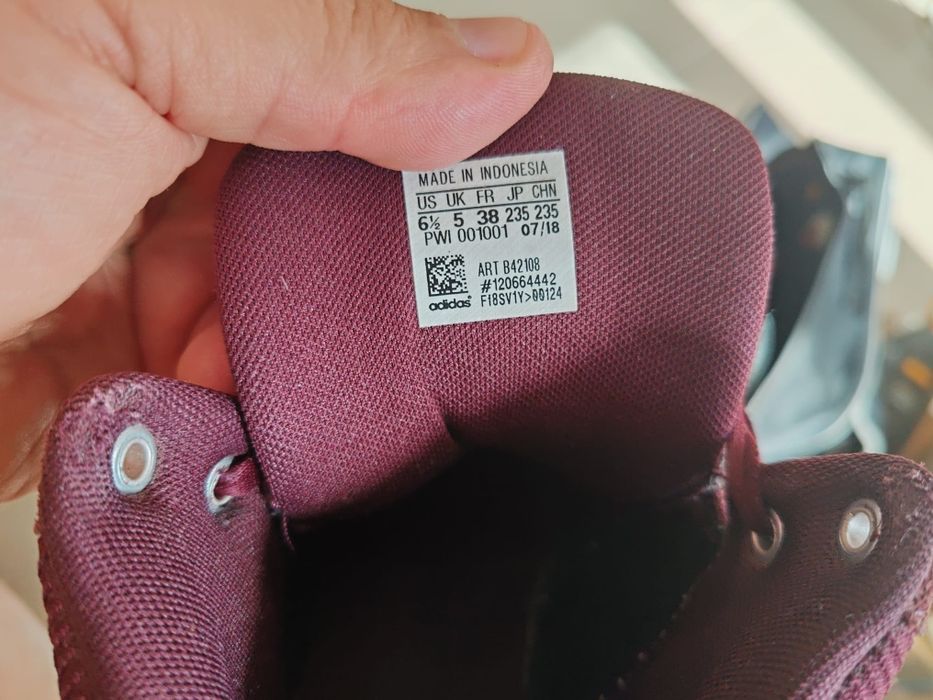 MADE IN INDONESIA
US UK FR JP CHN
6½ 5 38 235 235
PWI 001001 07/18
ART B42108
#120664442
F18SV1Y>00124
adidas